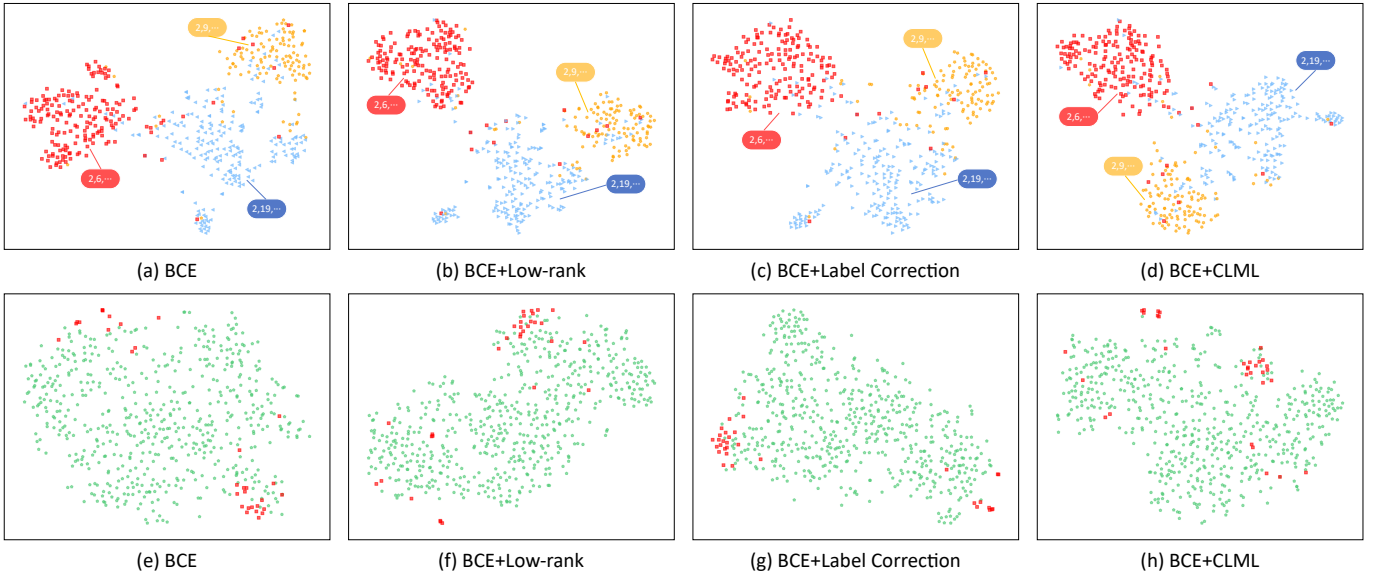 2,9,···
2,6,···
2,19,···
(a) BCE
2,6,···
2,9,···
2,19,···
(b) BCE+Low-rank
2,9,···
2,6,···
2,19,···
(c) BCE+Label Correction
2,19,···
2,6,···
2,9,···
(d) BCE+CLML
(e) BCE
(f) BCE+Low-rank
(g) BCE+Label Correction
(h) BCE+CLML